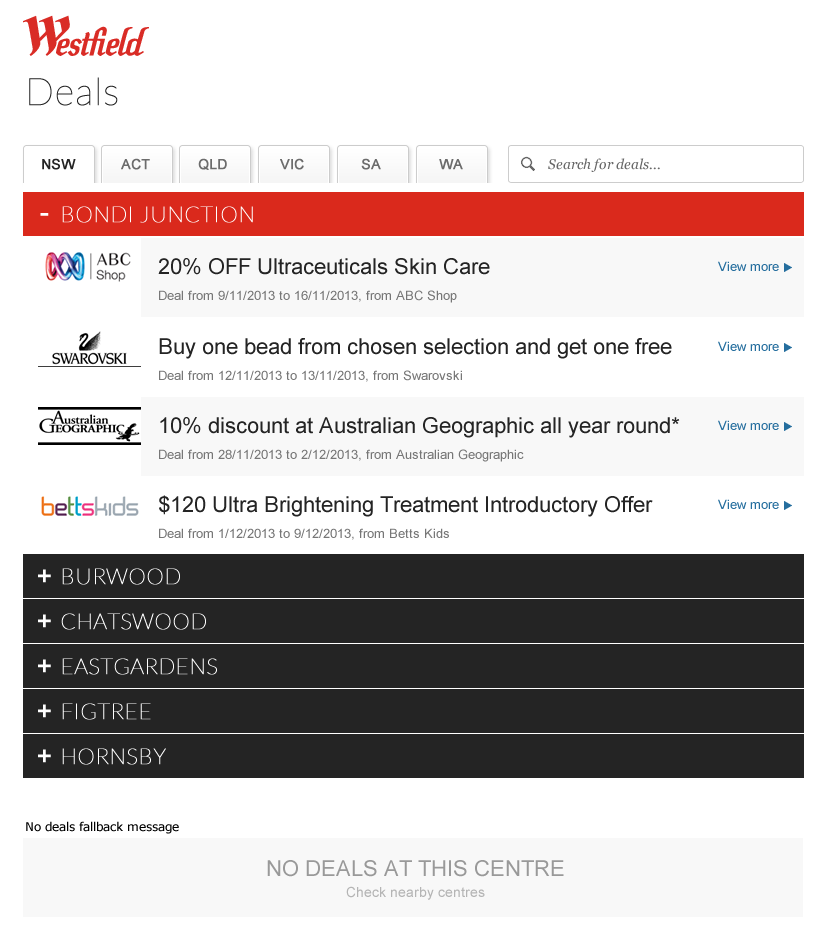 Westfield
Deals
NSW ACT QLD VIC SA WA Search for deals...
- BONDI JUNCTION
ABC Shop
20% OFF Ultraceuticals Skin Care View more
Deal from 9/11/2013 to 16/11/2013, from ABC Shop
SWAROVSKI
Buy one bead from chosen selection and get one free View more
Deal from 12/11/2013 to 13/11/2013, from Swarovski
Australian GEOGRAPHIC
10% discount at Australian Geographic all year round* View more
Deal from 28/11/2013 to 2/12/2013, from Australian Geographic
bettskids
$120 Ultra Brightening Treatment Introductory Offer View more
Deal from 1/12/2013 to 9/12/2013, from Betts Kids
+ BURWOOD
+ CHATSWOOD
+ EASTGARDENS
+ FIGTREE
+ HORNSBY
No deals fallback message
NO DEALS AT THIS CENTRE
Check nearby centres